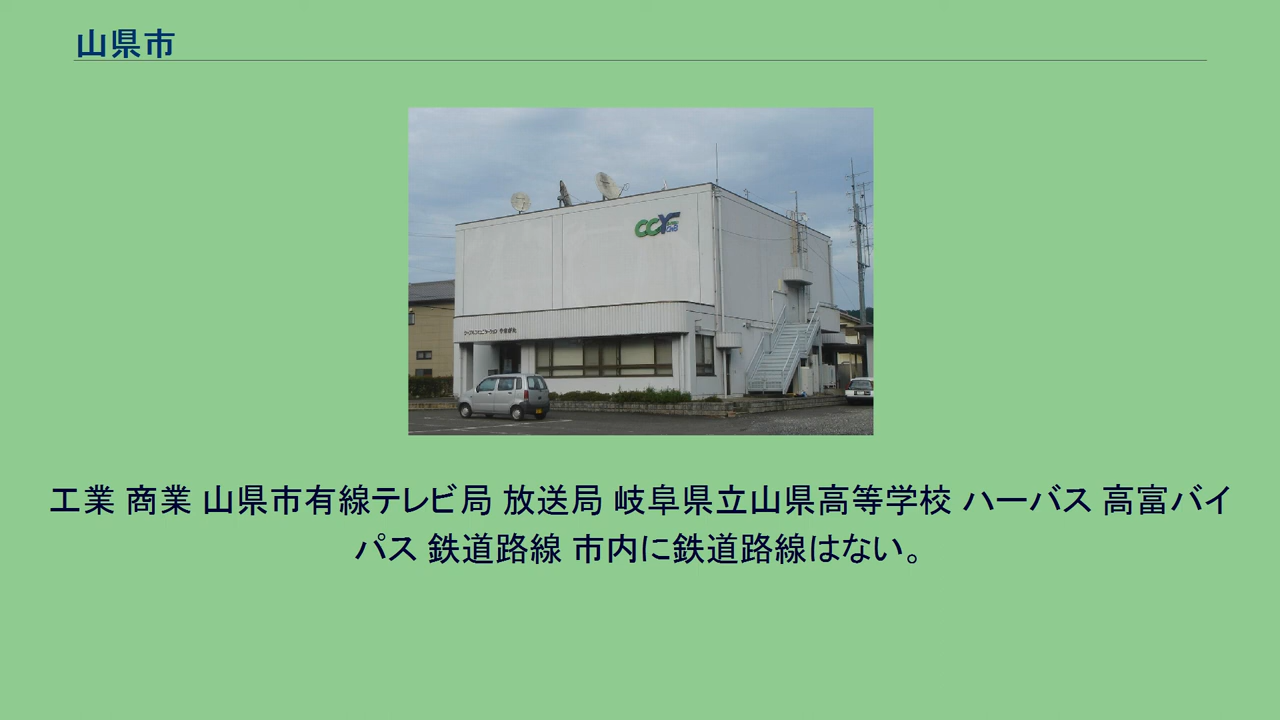 山県市
CCY
工業 商業 山県市有線テレビ局 放送局 岐阜県立山県高等学校 ハーバス 高富バイ
パス 鉄道路線 市内に鉄道路線はない。